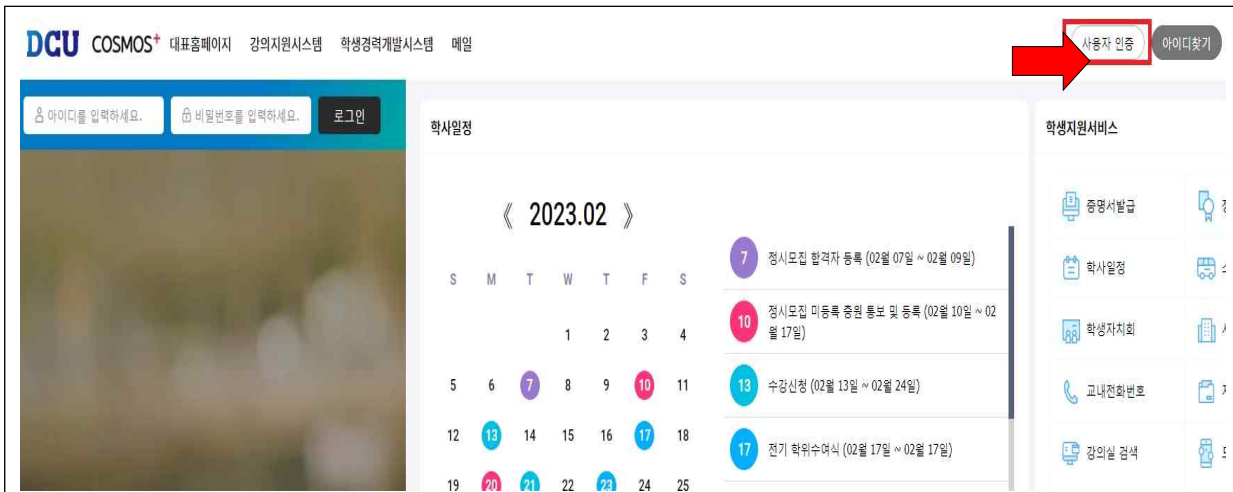 DCU COSMOS+ 대표홈페이지 강의지원시스템 학생경력개발시스템 메일
사용자 인증 아이디찾기
아이디를 입력하세요. 비밀번호를 입력하세요. 로그인
학사일정
《 2023.02 》
S M T W T F S
1 2 3 4
5 6 7 8 9 10 11
12 13 14 15 16 17 18
19 20 21 22 23 24 25
7 정시모집 합격자 등록 (02월 07일 ~ 02월 09일)
10 정시모집 미등록 충원 통보 및 등록 (02월 10일 ~ 02
월 17일)
13 수강신청 (02월 13일 ~ 02월 24일)
17 전기 학위수여식 (02월 17일 ~ 02월 17일)
학생지원서비스
증명서발급
학사일정
학생자치회
교내전화번호
강의실 검색